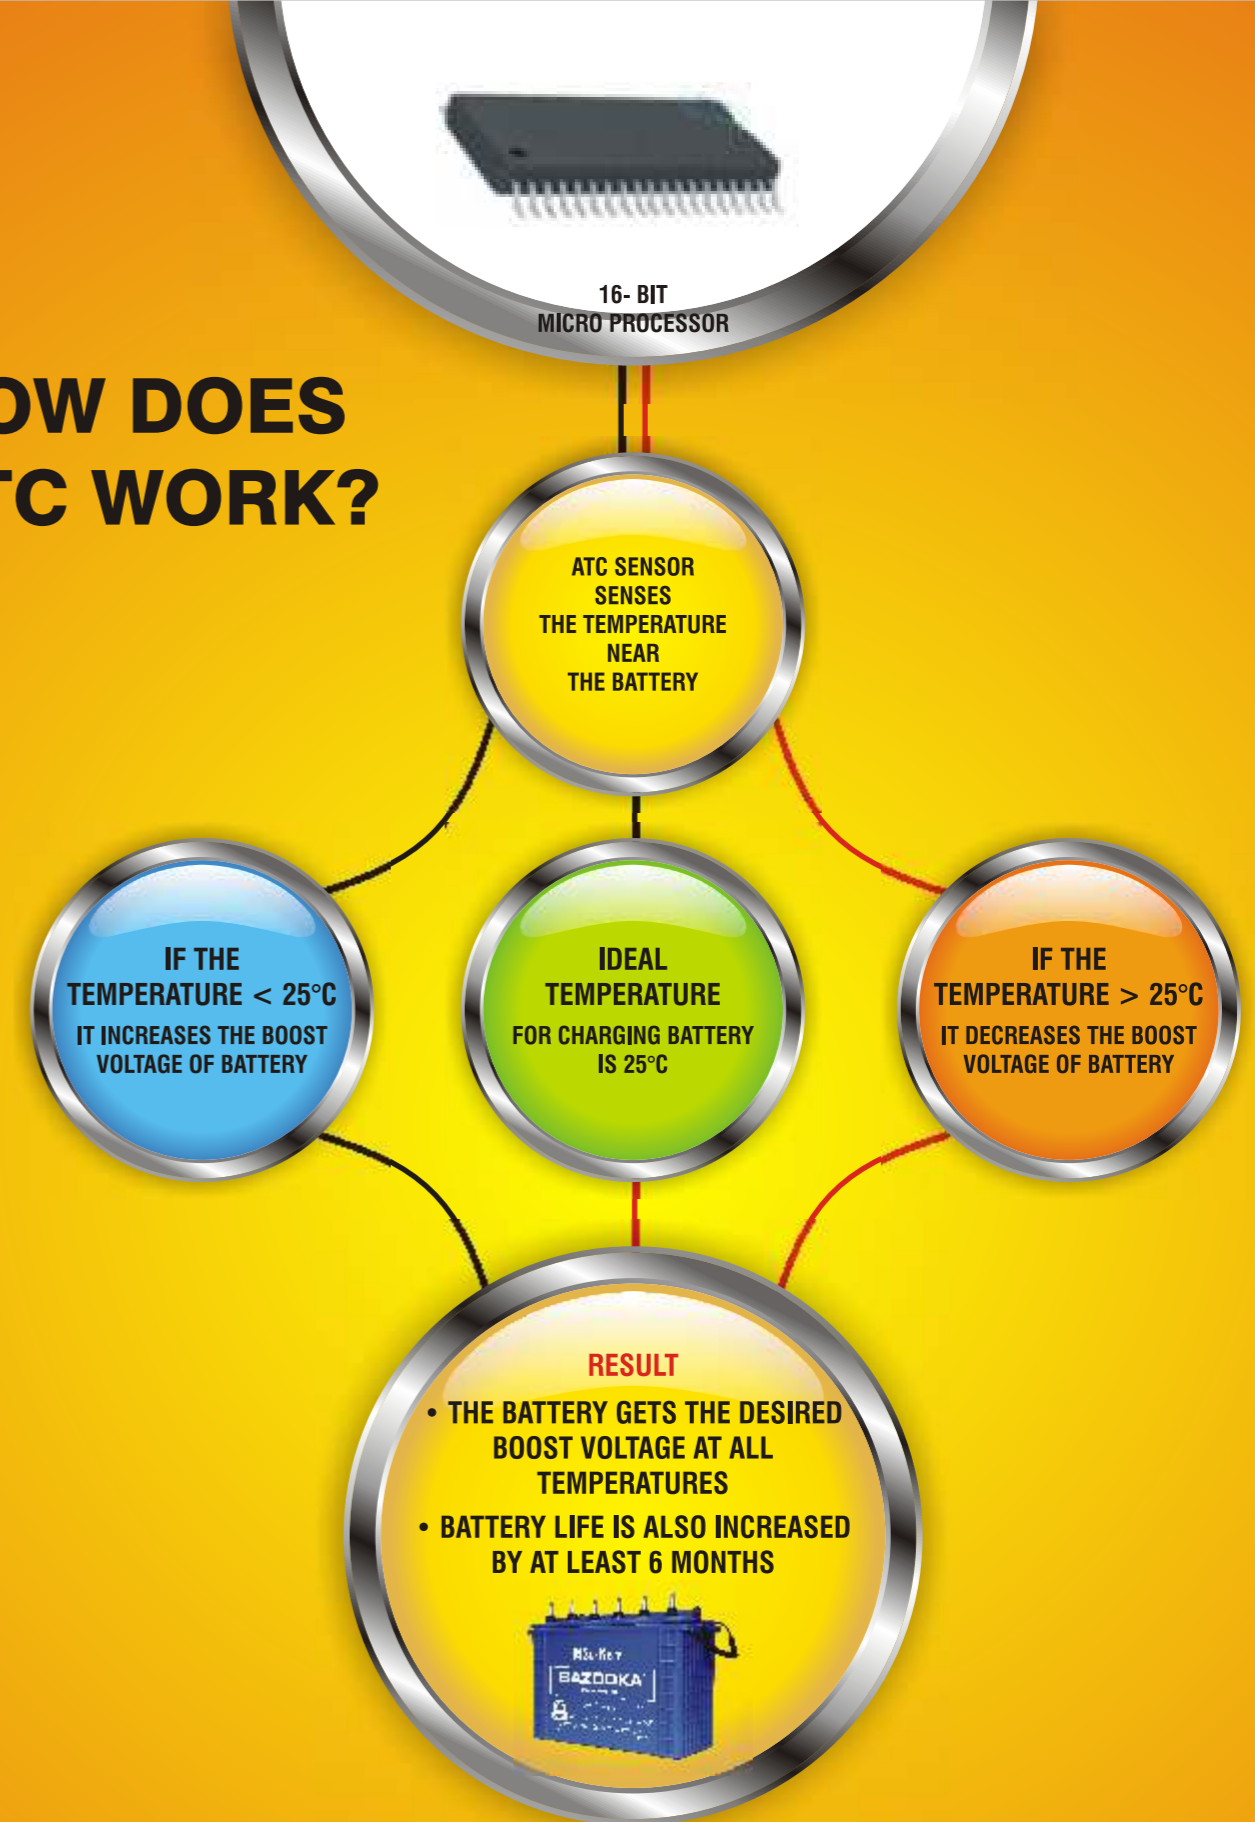 16- BIT
MICRO PROCESSOR
OW DOES
TC WORK?
ATC SENSOR
SENSES
THE TEMPERATURE
NEAR
THE BATTERY
IF THE
TEMPERATURE < 25°C
IT INCREASES THE BOOST
VOLTAGE OF BATTERY
IDEAL
TEMPERATURE
FOR CHARGING BATTERY
IS 25°C
IF THE
TEMPERATURE > 25°C
IT DECREASES THE BOOST
VOLTAGE OF BATTERY
RESULT
• THE BATTERY GETS THE DESIRED
BOOST VOLTAGE AT ALL
TEMPERATURES
• BATTERY LIFE IS ALSO INCREASED
BY AT LEAST 6 MONTHS
BAZOOKA